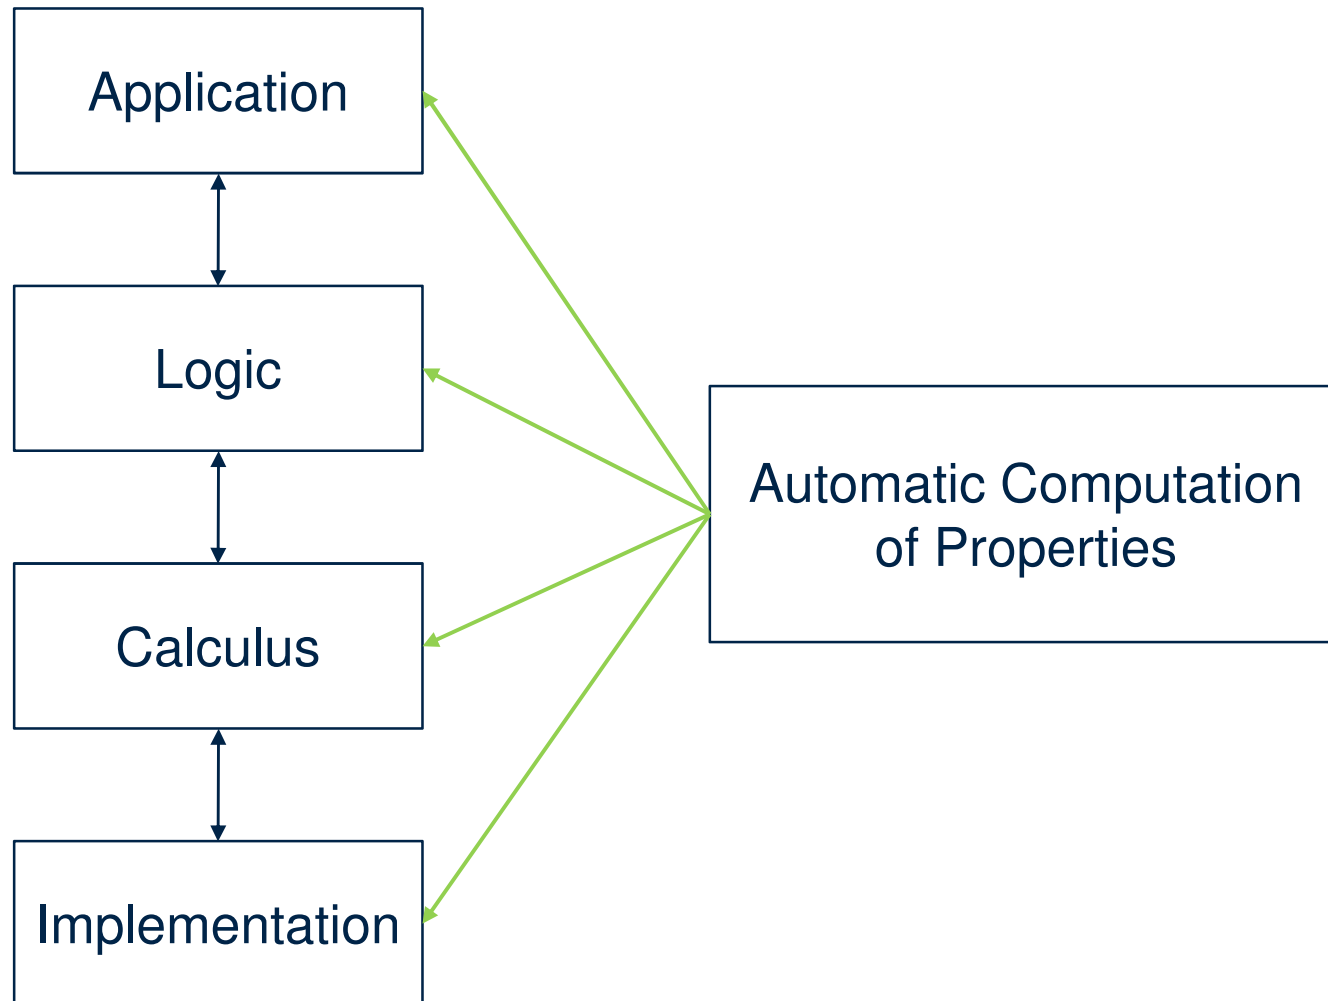 Application
Logic
Automatic Computation
of Properties
Calculus
Implementation